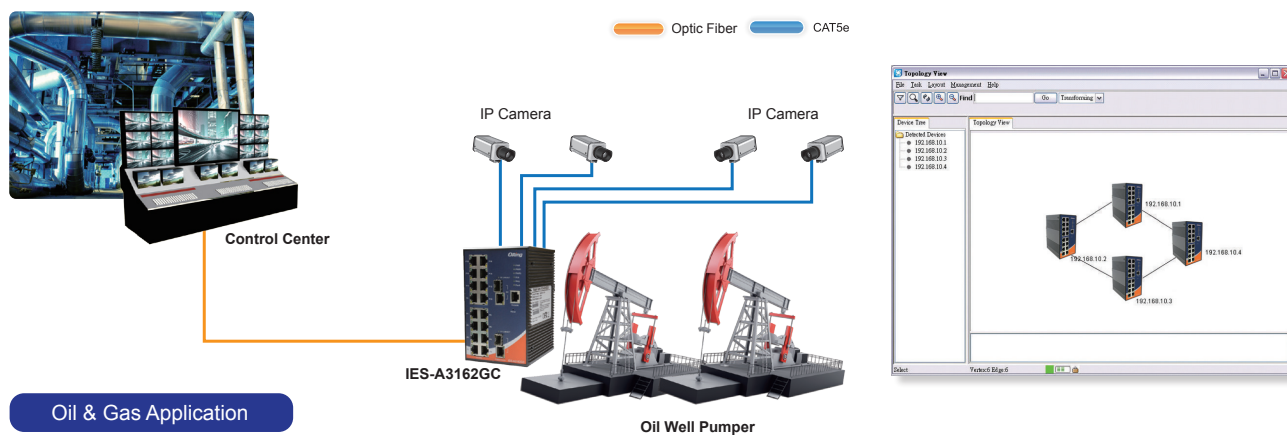 Optic Fiber
CAT5e
IP Camera
IP Camera
Control Center
IES-A3162GC
Oil Well Pumper
Oil & Gas Application
Topology View
File Task Layout Management Help
Find
Go
Transforming
Device Tree
Topology View
Detected Devices
192.168.10.1
192.168.10.2
192.168.10.3
192.168.10.4
192.168.10.1
192.168.10.2
192.168.10.4
192.168.10.3
Select
Vertex:6 Edge:6